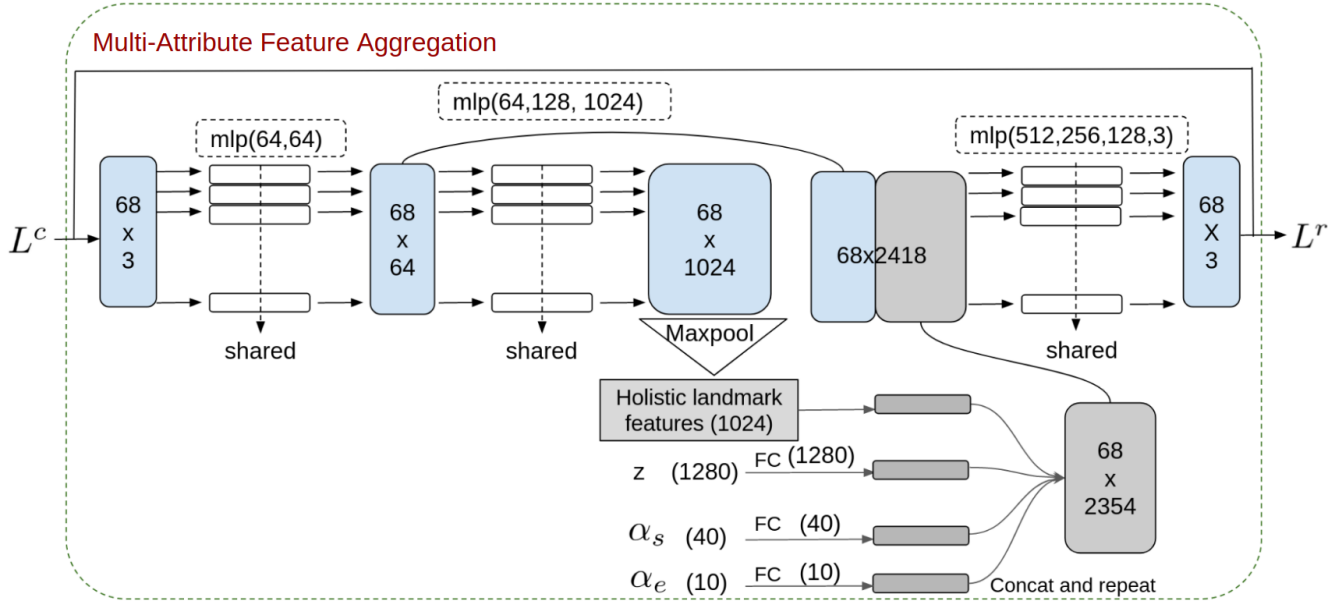 Multi-Attribute Feature Aggregation
mlp(64,128, 1024)
mlp(64,64)
mlp(512,256,128,3)
L^c
68
x
3
68
x
64
68
x
1024
68x2418
68
X
3
L^r
shared
shared
Maxpool
shared
Holistic landmark
features (1024)
z (1280) FC (1280)
α_s (40) FC (40)
α_e (10) FC (10)
68
x
2354
Concat and repeat